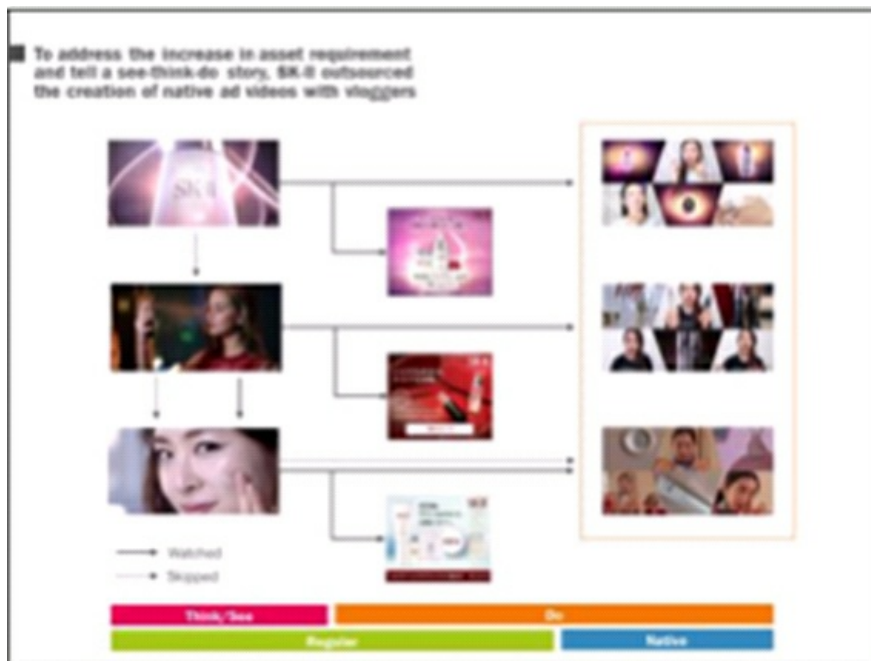 To address the increase in asset requirement
and tell a see-think-do story, SK-II outsourced
the creation of native ad videos with vloggers
SK-II
Watched
Skipped
Think/See
Do
Regular
Native